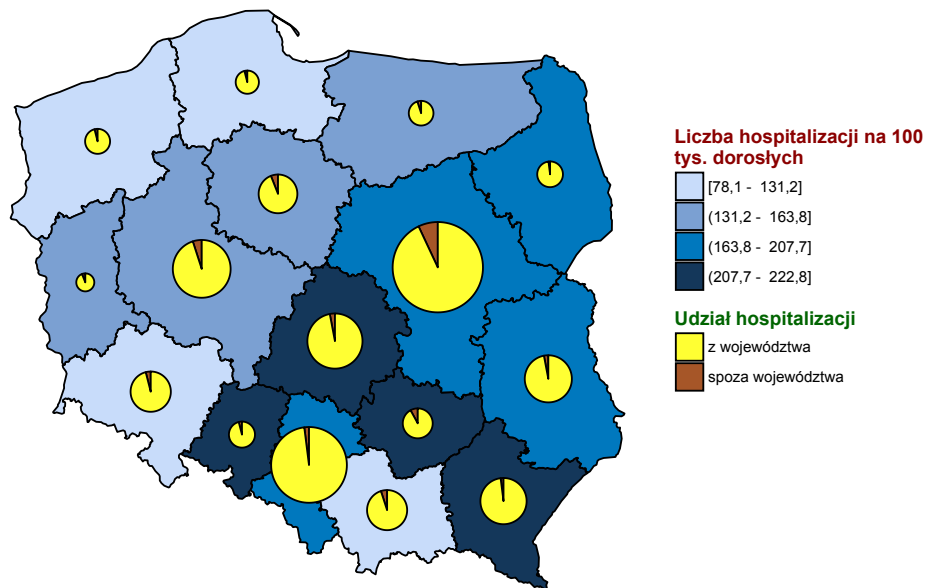 Liczba hospitalizacji na 100
tys. dorosłych
[78,1 - 131,2]
(131,2 - 163,8]
(163,8 - 207,7]
(207,7 - 222,8]
Udział hospitalizacji
z województwa
spoza województwa